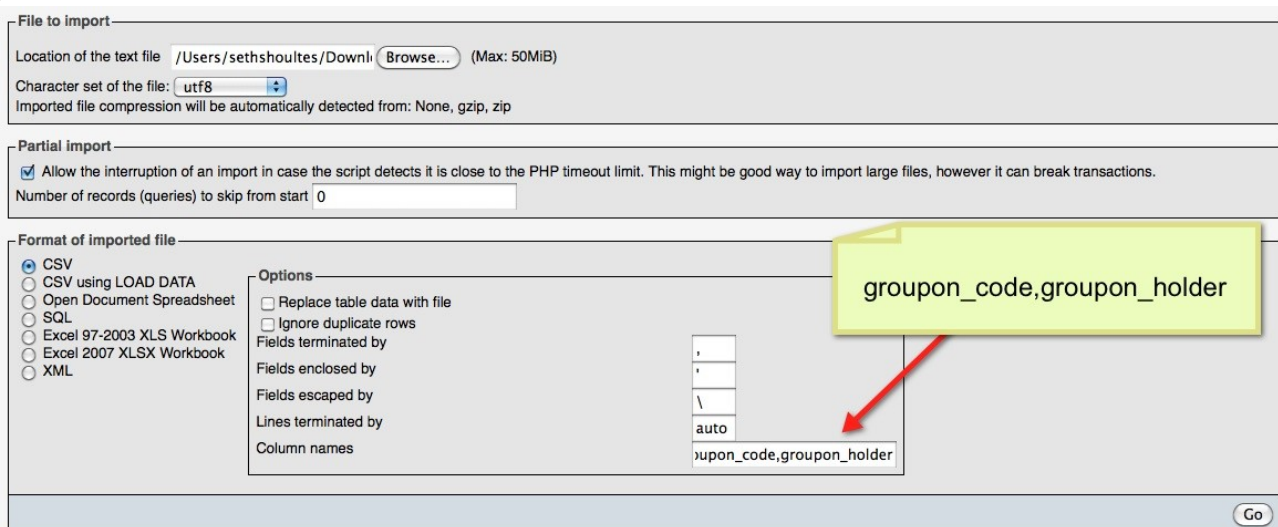 File to import
Location of the text file /Users/sethshoultes/Downl Browse... (Max: 50MiB)
Character set of the file: utf8
Imported file compression will be automatically detected from: None, gzip, zip
Partial import
Allow the interruption of an import in case the script detects it is close to the PHP timeout limit. This might be good way to import large files, however it can break transactions.
Number of records (queries) to skip from start 0
Format of imported file
CSV
CSV using LOAD DATA
Open Document Spreadsheet
SQL
Excel 97-2003 XLS Workbook
Excel 2007 XLSX Workbook
XML
Options
Replace table data with file
Ignore duplicate rows
Fields terminated by ,
Fields enclosed by '
Fields escaped by \
Lines terminated by auto
Column names oupon_code,groupon_holder
groupon_code,groupon_holder
Go